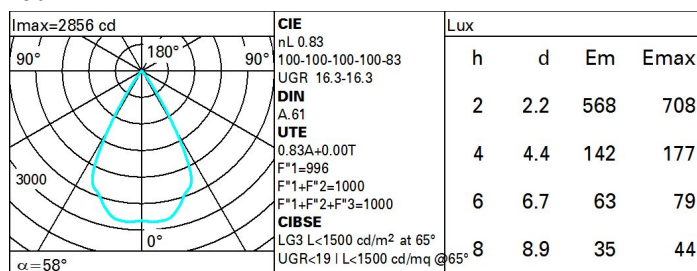 Imax=2856 cd
90° 180° 90°
3000
0°
α=58°
CIE
nL 0.83
100-100-100-100-83
UGR 16.3-16.3
DIN
A.61
UTE
0.83A+0.00T
F"1=996
F"1+F"2=1000
F"1+F"2+F"3=1000
CIBSE
LG3 L<1500 cd/m² at 65°
UGR<19 | L<1500 cd/mq @65°
Lux
h d Em Emax
2 2.2 568 708
4 4.4 142 177
6 6.7 63 79
8 8.9 35 44